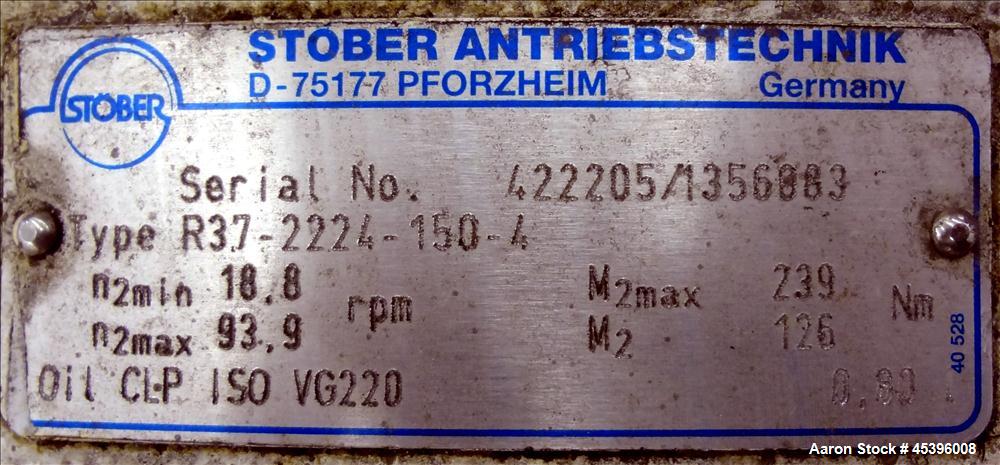 STÖBER ANTRIEBSTECHNIK
D-75177 PFORZHEIM Germany
STÖBER
Serial No. 422205/1356883
Type R37-2224-150-4
n2min 18,8 rpm M2max 239 Nm
n2max 93,9 M2 126
40 528
Oil CLP ISO VG220 0,80 l
Aaron Stock # 45396008